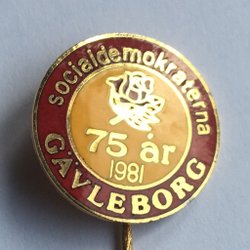 socialdemokraterna
75 år
1981
GÄVLEBORG